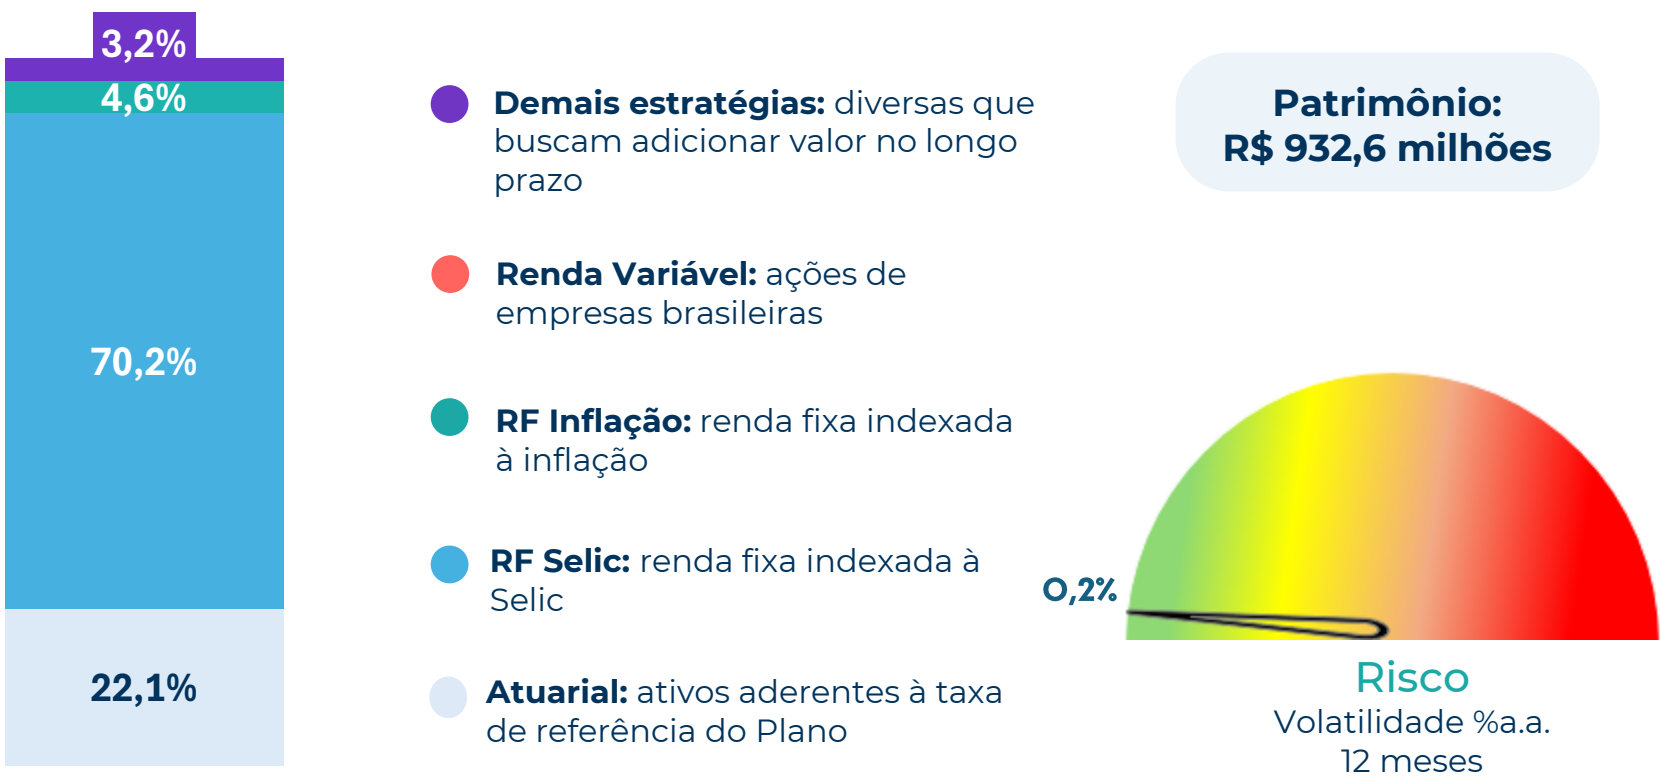 3,2%
4,6%
70,2%
22,1%
Demais estratégias: diversas que
buscam adicionar valor no longo
prazo
Renda Variável: ações de
empresas brasileiras
RF Inflação: renda fixa indexada
à inflação
RF Selic: renda fixa indexada à
Selic
Atuarial: ativos aderentes à taxa
de referência do Plano
Patrimônio:
R$ 932,6 milhões
0,2%
Risco
Volatilidade %a.a.
12 meses